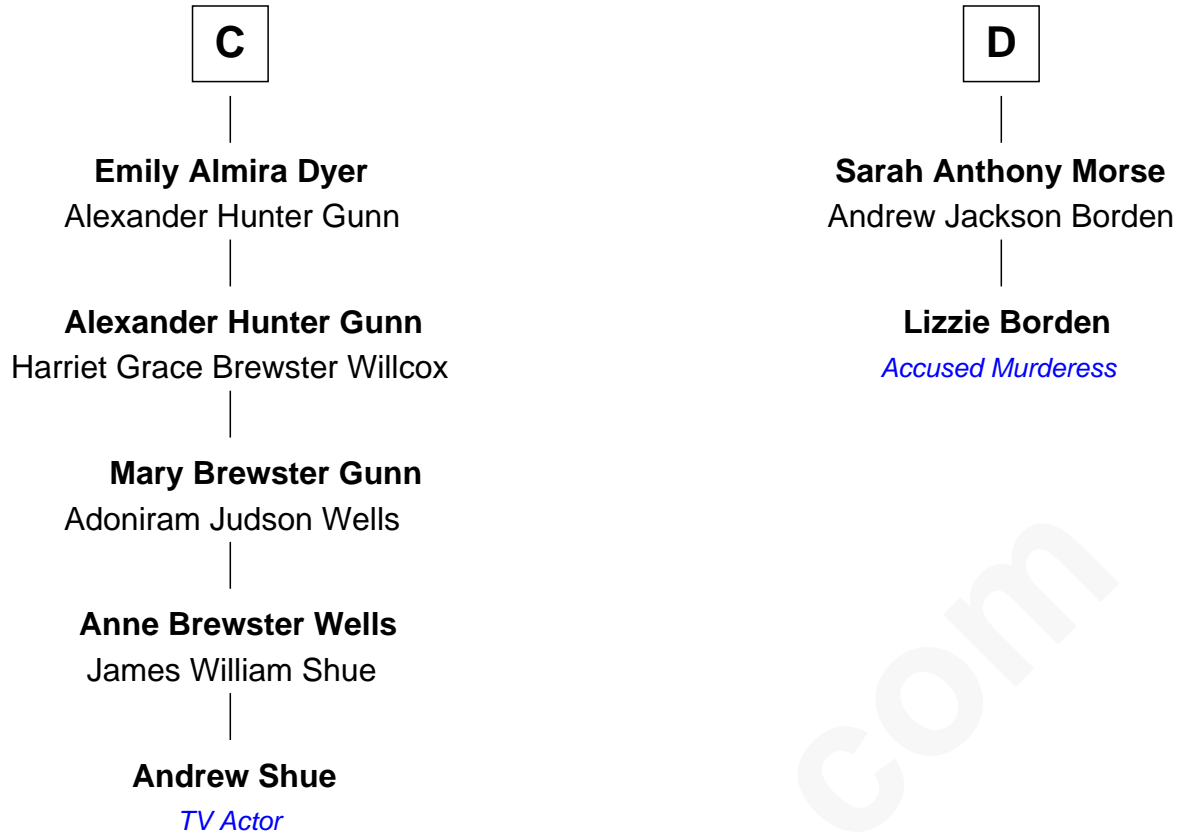 C
Emily Almira Dyer
Alexander Hunter Gunn
Alexander Hunter Gunn
Harriet Grace Brewster Willcox
Mary Brewster Gunn
Adoniram Judson Wells
Anne Brewster Wells
James William Shue
Andrew Shue
TV Actor
D
Sarah Anthony Morse
Andrew Jackson Borden
Lizzie Borden
Accused Murderess
com